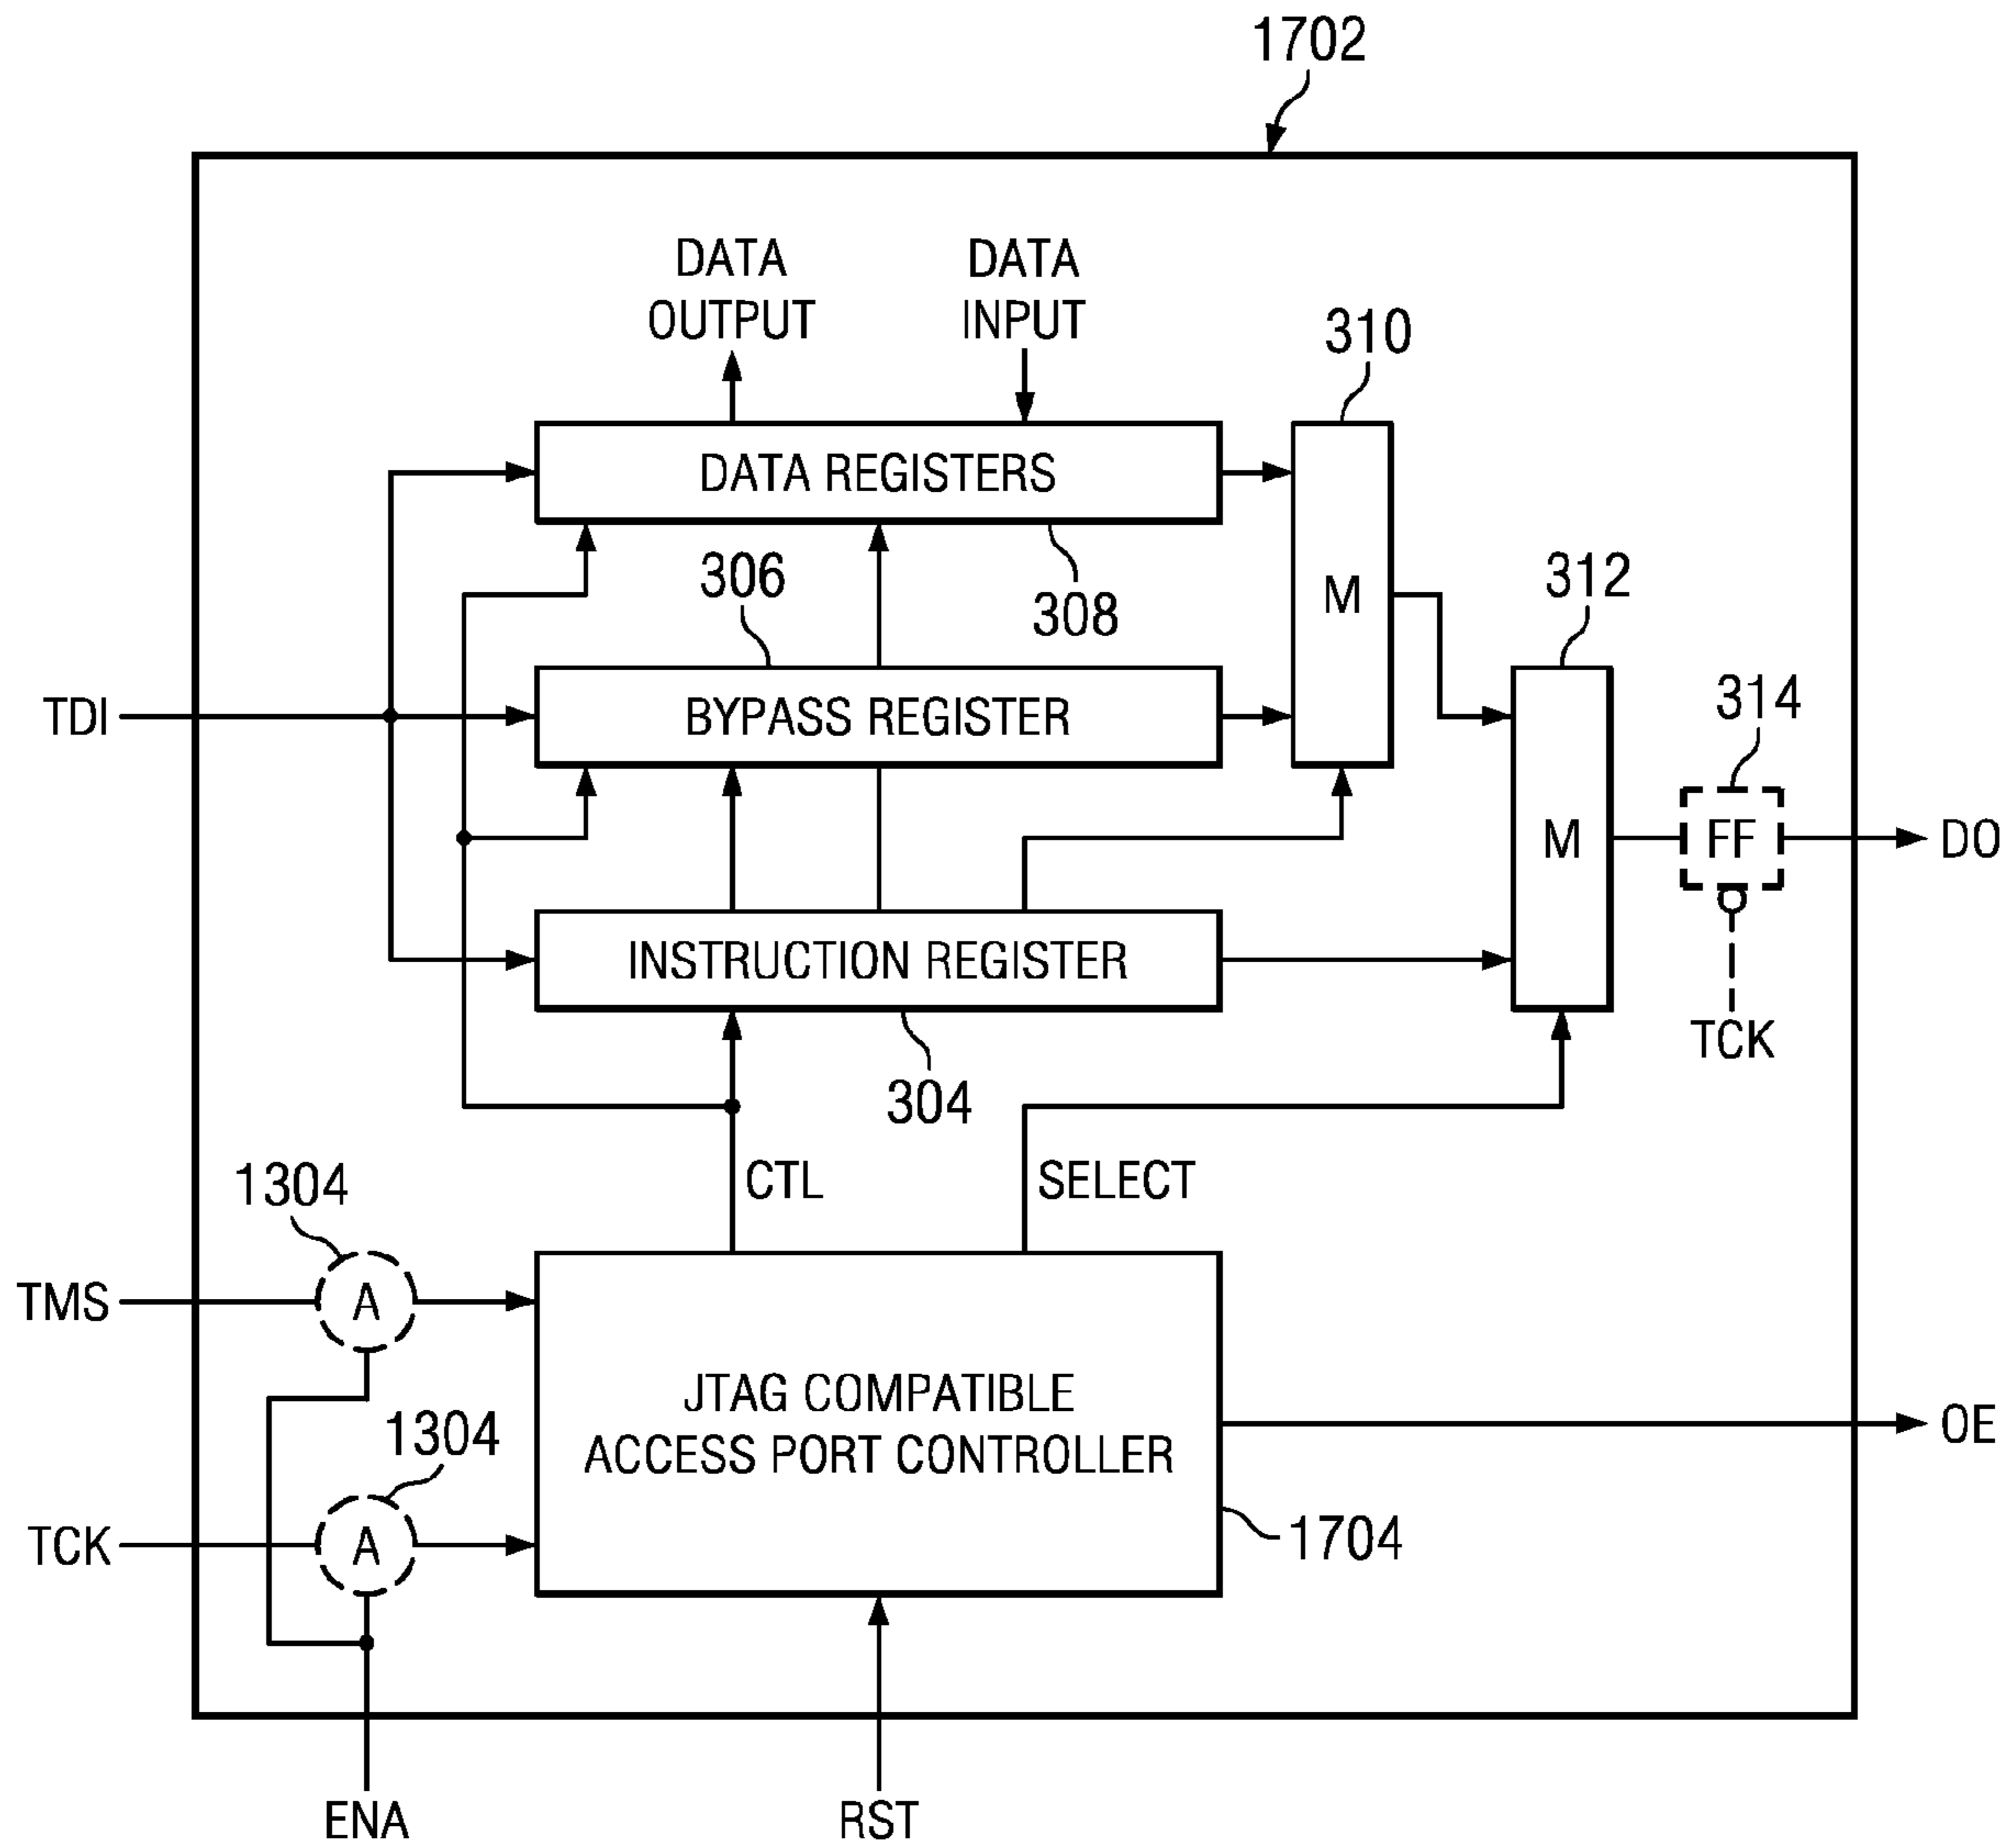 1702
DATA
OUTPUT
DATA
INPUT
310
DATA REGISTERS
306
308
M
312
TDI
BYPASS REGISTER
314
M
FF
DO
INSTRUCTION REGISTER
TCK
304
1304
CTL
SELECT
TMS
A
JTAG COMPATIBLE
ACCESS PORT CONTROLLER
1304
OE
TCK
A
1704
ENA
RST